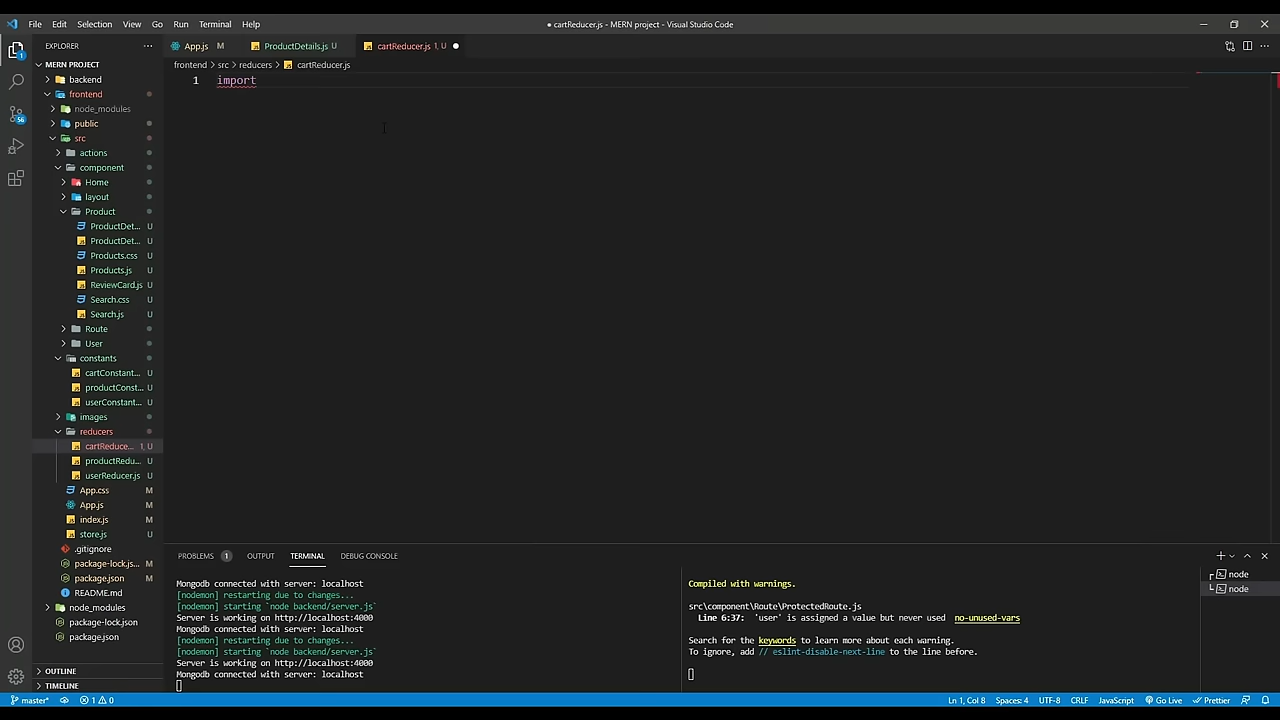 File Edit Selection View Go Run Terminal Help
● cartReducer.js - MERN project - Visual Studio Code
EXPLORER
MERN PROJECT
backend
frontend
node_modules
public
src
actions
component
Home
layout
Product
ProductDet... U
ProductDet... U
Products.css U
Products.js U
ReviewCard.js U
Search.css U
Search.js U
Route
User
constants
cartConstant... U
productConst... U
userConstant... U
images
reducers
cartReduce... 1, U
productRedu... U
userReducer.js U
App.css M
App.js M
index.js M
store.js U
.gitignore
package-lock.js... M
package.json M
README.md
node_modules
package-lock.json
package.json
OUTLINE
TIMELINE
App.js M
ProductDetails.js U
cartReducer.js 1, U ●
frontend > src > reducers > cartReducer.js
1 import
PROBLEMS 1 OUTPUT TERMINAL DEBUG CONSOLE
Mongodb connected with server: localhost
[nodemon] restarting due to changes...
[nodemon] starting `node backend/server.js`
Server is working on http://localhost:4000
Mongodb connected with server: localhost
[nodemon] restarting due to changes...
[nodemon] starting `node backend/server.js`
Server is working on http://localhost:4000
Mongodb connected with server: localhost
Compiled with warnings.
src\component\Route\ProtectedRoute.js
Line 6:37: 'user' is assigned a value but never used no-unused-vars
Search for the keywords to learn more about each warning.
To ignore, add // eslint-disable-next-line to the line before.
node
node
56
1
master* 1 0
Ln 1, Col 8 Spaces: 4 UTF-8 CRLF JavaScript Go Live Prettier